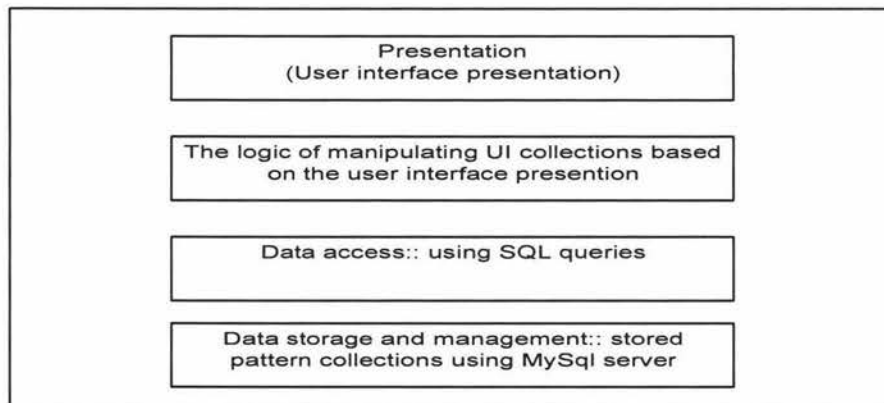 Presentation
(User interface presentation)
The logic of manipulating UI collections based
on the user interface presention
Data access:: using SQL queries
Data storage and management:: stored
pattern collections using MySql server